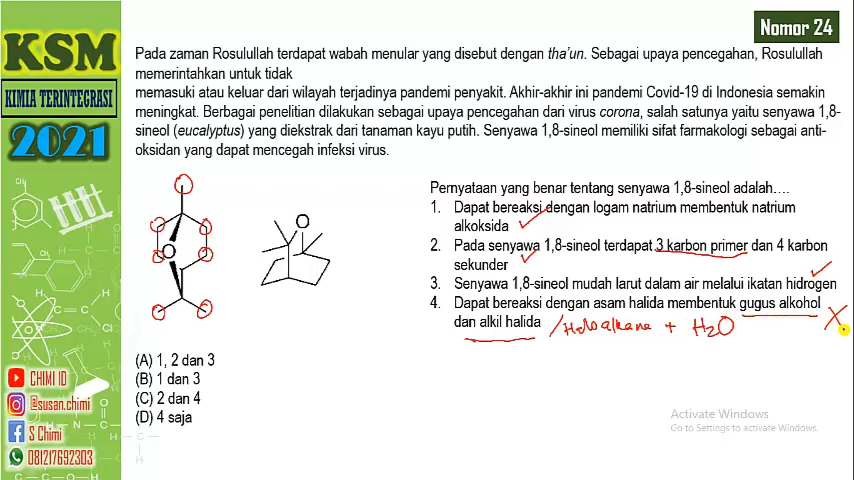 KSM
KIMIA TERINTEGRASI
2021
Nomor 24
Pada zaman Rosulullah terdapat wabah menular yang disebut dengan tha'un. Sebagai upaya pencegahan, Rosulullah
memerintahkan untuk tidak
memasuki atau keluar dari wilayah terjadinya pandemi penyakit. Akhir-akhir ini pandemi Covid-19 di Indonesia semakin
meningkat. Berbagai penelitian dilakukan sebagai upaya pencegahan dari virus corona, salah satunya yaitu senyawa 1,8-
sineol (eucalyptus) yang diekstrak dari tanaman kayu putih. Senyawa 1,8-sineol memiliki sifat farmakologi sebagai anti-
oksidan yang dapat mencegah infeksi virus.
O
O
Pernyataan yang benar tentang senyawa 1,8-sineol adalah....
1. Dapat bereaksi dengan logam natrium membentuk natrium
alkoksida
2. Pada senyawa 1,8-sineol terdapat 3 karbon primer dan 4 karbon
sekunder
3. Senyawa 1,8-sineol mudah larut dalam air melalui ikatan hidrogen
4. Dapat bereaksi dengan asam halida membentuk gugus alkohol
dan alkil halida / Haloalkana + H2O
(A) 1, 2 dan 3
(B) 1 dan 3
(C) 2 dan 4
(D) 4 saja
CHIMI ID
@susan.chimi
S Chimi
081217692303
Activate Windows
Go to Settings to activate Windows.